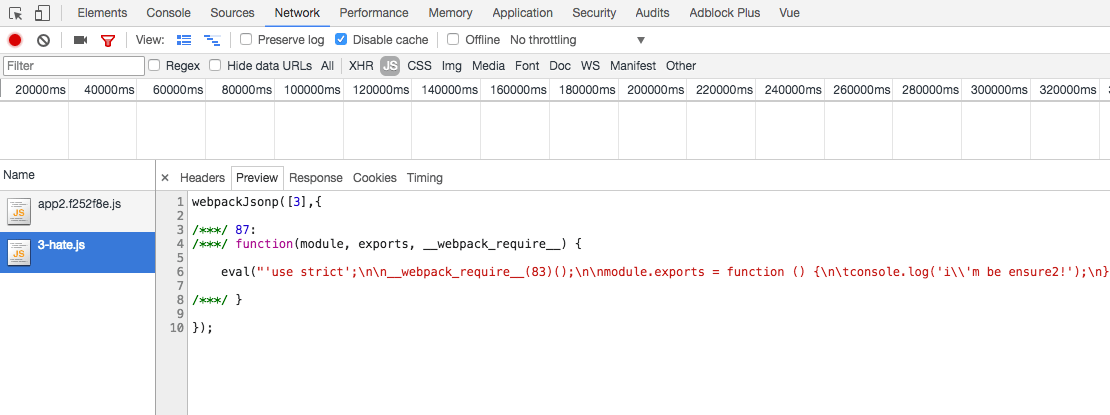 Elements Console Sources Network Performance Memory Application Security Audits Adblock Plus Vue
View: Preserve log Disable cache Offline No throttling
Filter Regex Hide data URLs All XHR JS CSS Img Media Font Doc WS Manifest Other
20000ms 40000ms 60000ms 80000ms 100000ms 120000ms 140000ms 160000ms 180000ms 200000ms 220000ms 240000ms 260000ms 280000ms 300000ms 320000ms
Name × Headers Preview Response Cookies Timing
JS app2.f252f8e.js
JS 3-hate.js
1 webpackJsonp([3],{
2
3 /***/ 87:
4 /***/ function(module, exports, __webpack_require__) {
5
6 eval("'use strict';\n\n__webpack_require__(83)();\n\nmodule.exports = function () {\n\tconsole.log('i\\'m be ensure2!');\n}
7
8 /***/ }
9
10 });